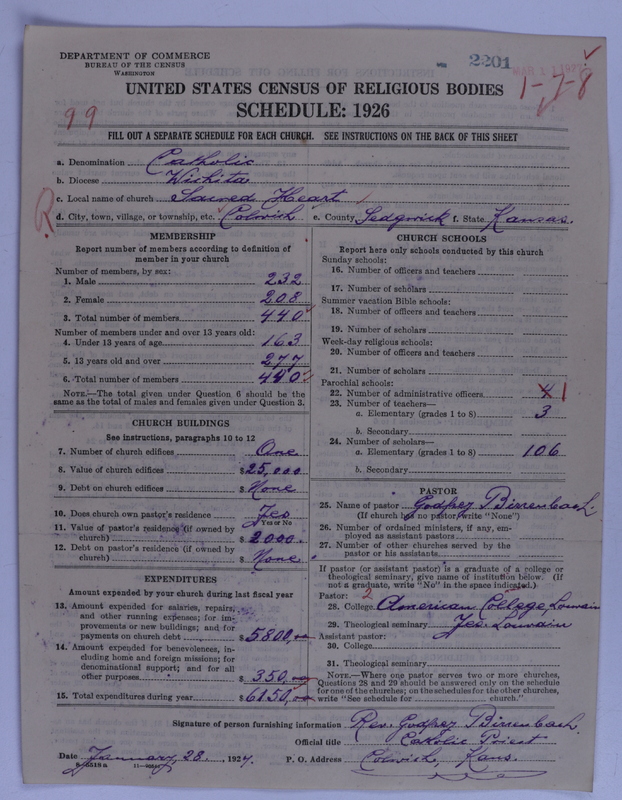 DEPARTMENT OF COMMERCE
BUREAU OF THE CENSUS
WASHINGTON
2201
MAR 1 1927
1-7-8
UNITED STATES CENSUS OF RELIGIOUS BODIES
SCHEDULE: 1926
99
FILL OUT A SEPARATE SCHEDULE FOR EACH CHURCH. SEE INSTRUCTIONS ON THE BACK OF THIS SHEET
a. Denomination Catholic
b. Diocese Wichita
c. Local name of church Sacred Heart
R
d. City, town, village, or township, etc. Colwich e. County Sedgwick f. State Kansas.
MEMBERSHIP
Report number of members according to definition of
member in your church
Number of members, by sex:
1. Male 232
2. Female 208
3. Total number of members 440
Number of members under and over 13 years old:
4. Under 13 years of age 163
5. 13 years old and over 277
6. Total number of members 440
NOTE.—The total given under Question 6 should be
same as the total of males and females given under Question 3.
CHURCH BUILDINGS
See instructions, paragraphs 10 to 12
7. Number of church edifices One
8. Value of church edifices $25,000
9. Debt on church edifices $ None
10. Does church own pastor's residence Yes
Yes or No
11. Value of pastor's residence (if owned by
church) $ 2000.
12. Debt on pastor's residence (if owned by
church) $ None
EXPENDITURES
Amount expended by your church during last fiscal year
13. Amount expended for salaries, repairs,
and other running expenses; for im-
provements or new buildings; and for
payments on church debt $5800,00
14. Amount expended for benevolences, in-
cluding home and foreign missions; for
denominational support; and for all
other purposes $ 350.00
15. Total expenditures during year $6150,00
CHURCH SCHOOLS
Report here only schools conducted by this church
Sunday schools:
16. Number of officers and teachers
17. Number of scholars
Summer vacation Bible schools:
18. Number of officers and teachers
19. Number of scholars
Week-day religious schools:
20. Number of officers and teachers
21. Number of scholars
Parochial schools:
22. Number of administrative officers 4 1
23. Number of teachers—
a. Elementary (grades 1 to 8) 3
b. Secondary
24. Number of scholars—
a. Elementary (grades 1 to 8) 106
b. Secondary
PASTOR
25. Name of pastor Godfrey Birrenbach
(If church has no pastor, write "None")
26. Number of ordained ministers, if any, em-
ployed as assistant pastors
27. Number of other churches served by the
pastor or his assistants
If pastor (or assistant pastor) is a graduate of a college or
theological seminary, give name of institution below. (If
not a graduate, write "No" in the space indicated.)
Pastor: 2
28. College American College Louvain
29. Theological seminary Yes. Louvain
Assistant pastor:
30. College
31. Theological seminary
NOTE.—Where one pastor serves two or more churches,
Questions 28 and 29 should be answered only on the schedule
for one of the churches; on the schedules for the other churches,
write "See schedule for church."
Signature of person furnishing information Rev. Godfrey Birrenbach.
Official title Catholic Priest
Date January 28., 1927. P. O. Address Colwich, Kans.